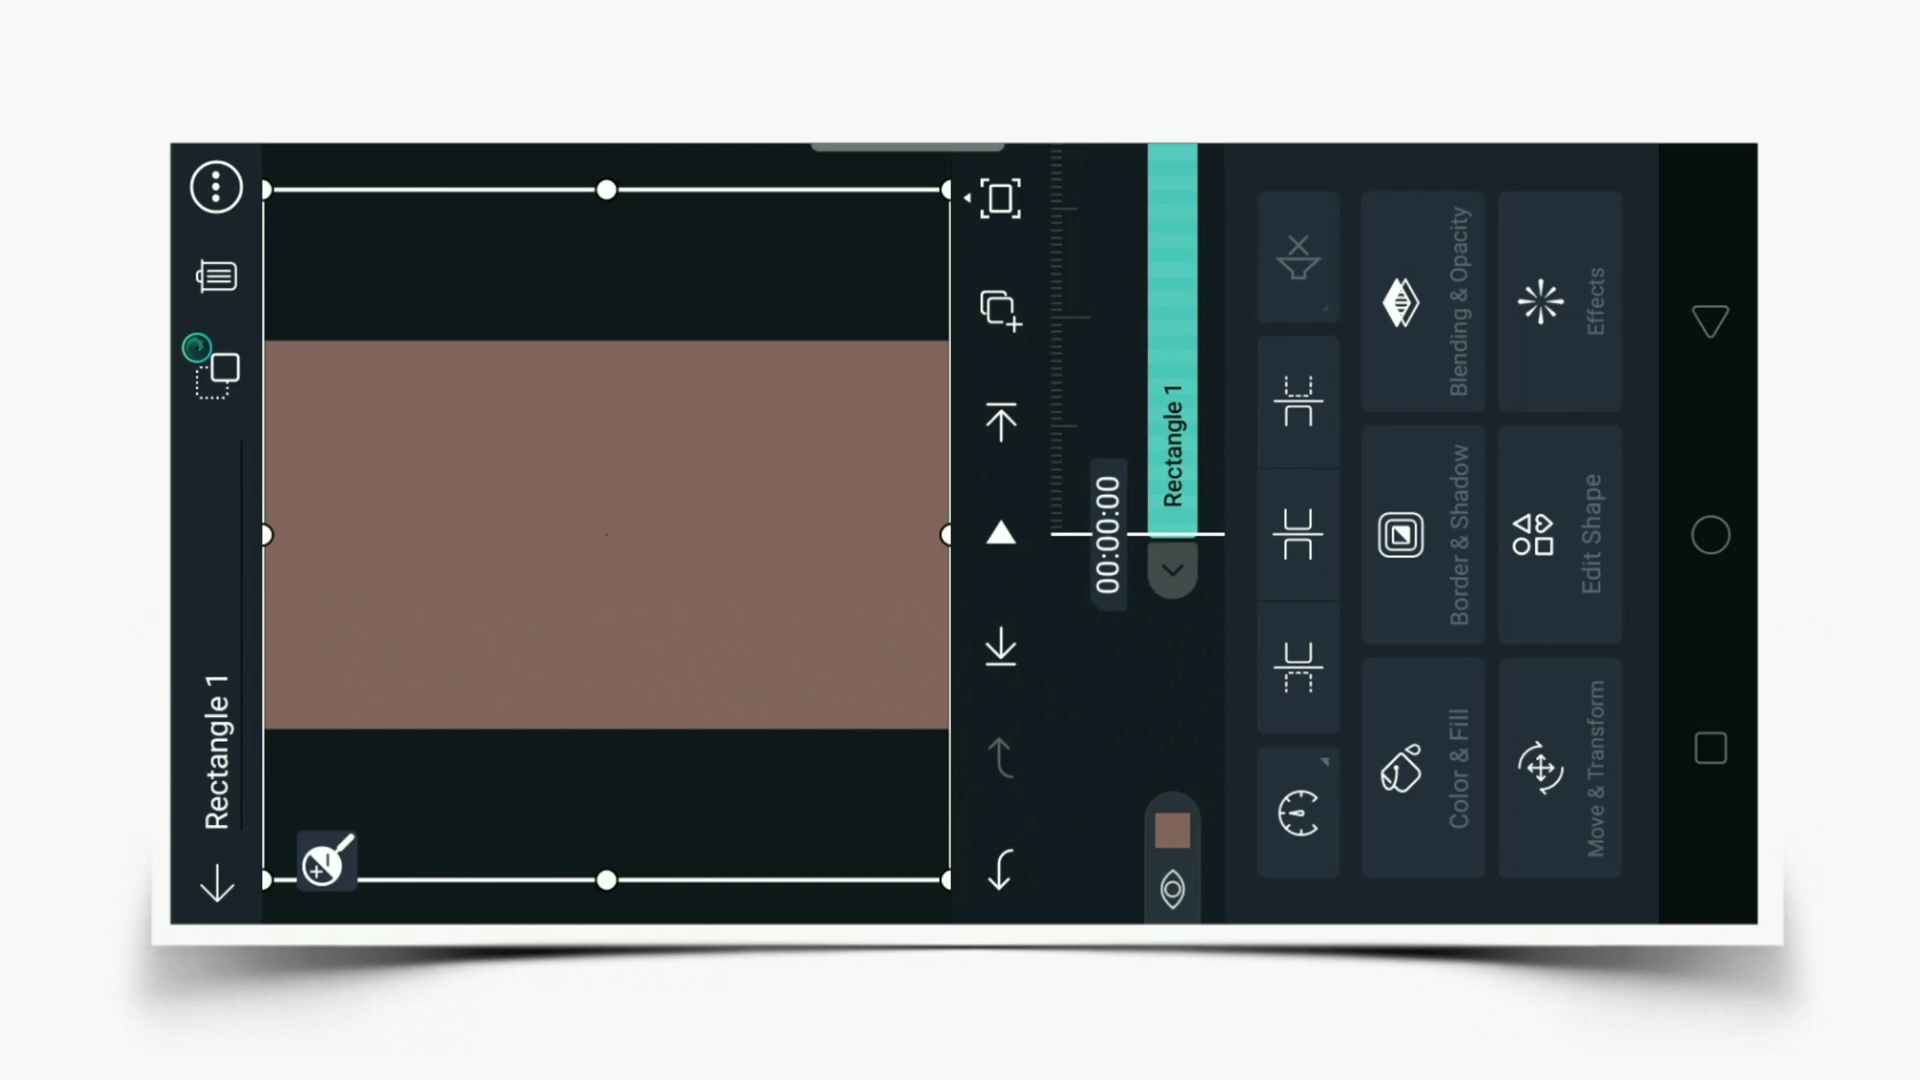 Rectangle 1
00:00:00
Rectangle 1
Color & Fill
Border & Shadow
Blending & Opacity
Move & Transform
Edit Shape
Effects